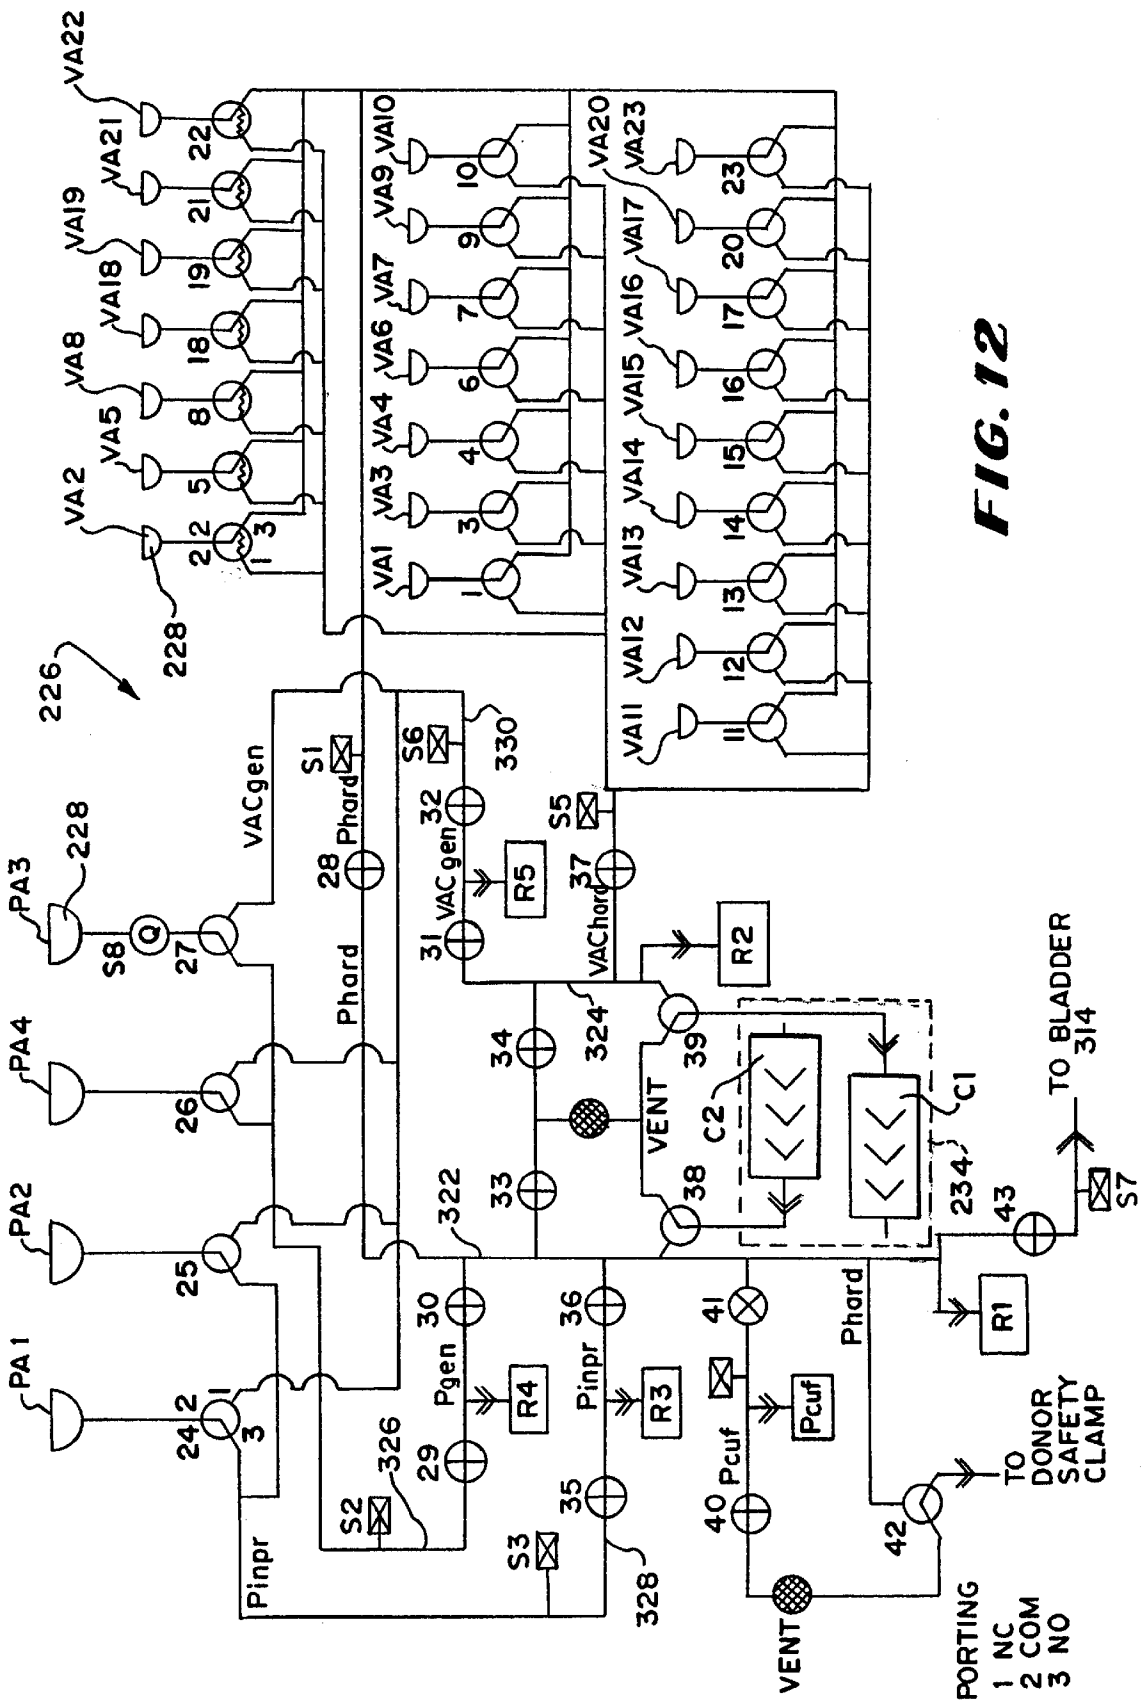 PA1
PA2
PA4
PA3
228
S8
Q
24
2
1
3
25
26
27
VACgen
226
228
VA2
VA5
VA8
VA18
VA19
VA21
VA22
2
2
1
3
5
8
18
19
21
22
Pinpr
S2
326
S3
328
29
Pgen
30
R4
35
Pinpr
36
R3
322
Phard
28
Phard
S1
31
VACgen
32
S6
330
R5
33
34
324
VENT
VAChard
37
S5
R2
38
39
C2
C1
234
VA1
VA3
VA4
VA6
VA7
VA9
VA10
1
3
4
6
7
9
10
VA11
VA12
VA13
VA14
VA15
VA16
VA17
VA20
VA23
11
12
13
14
15
16
17
20
23
40
Pcuf
41
Pcuf
Phard
VENT
42
R1
43
S7
TO BLADDER
314
TO
DONOR
SAFETY
CLAMP
PORTING
1 NC
2 COM
3 NO
FIG. 12